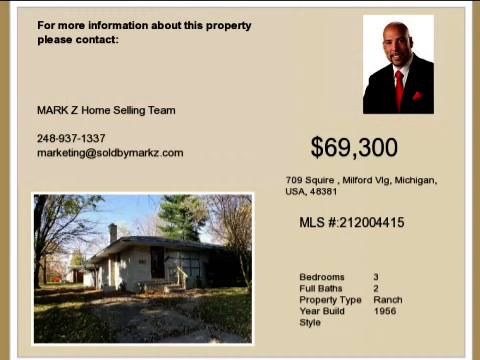 For more information about this property
please contact:
MARK Z Home Selling Team
248-937-1337
marketing@soldbymarkz.com
$69,300
709 Squire , Milford Vlg, Michigan,
USA, 48381
MLS #:212004415
Bedrooms 3
Full Baths 2
Property Type Ranch
Year Build 1956
Style